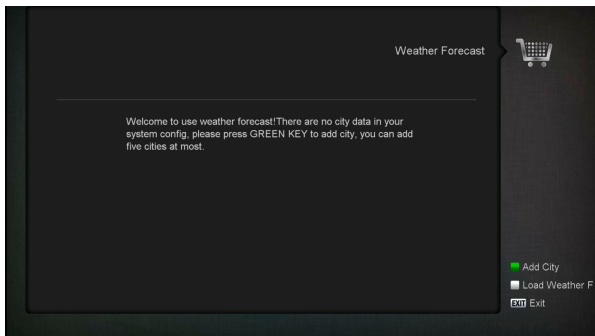 Weather Forecast
Welcome to use weather forecast!There are no city data in your
system config, please press GREEN KEY to add city, you can add
five cities at most.
Add City
Load Weather F
EXIT Exit